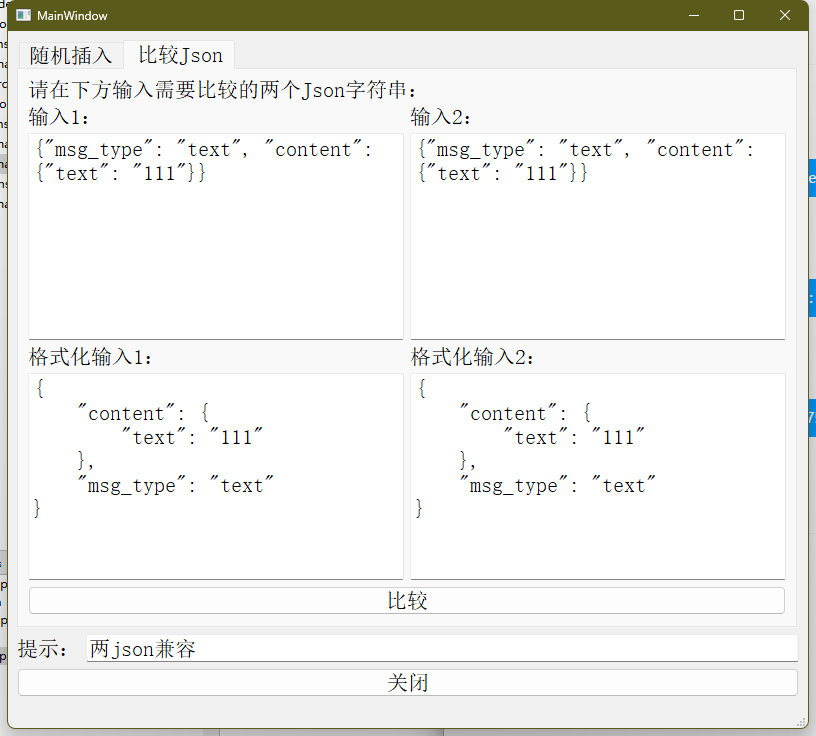 MainWindow
随机插入 比较Json
请在下方输入需要比较的两个Json字符串:
输入1: 输入2:
{"msg_type": "text", "content": {"msg_type": "text", "content":
{"text": "111"}} {"text": "111"}}
格式化输入1: 格式化输入2:
{ {
"content": { "content": {
"text": "111" "text": "111"
}, },
"msg_type": "text" "msg_type": "text"
} }
比较
提示: 两json兼容
关闭